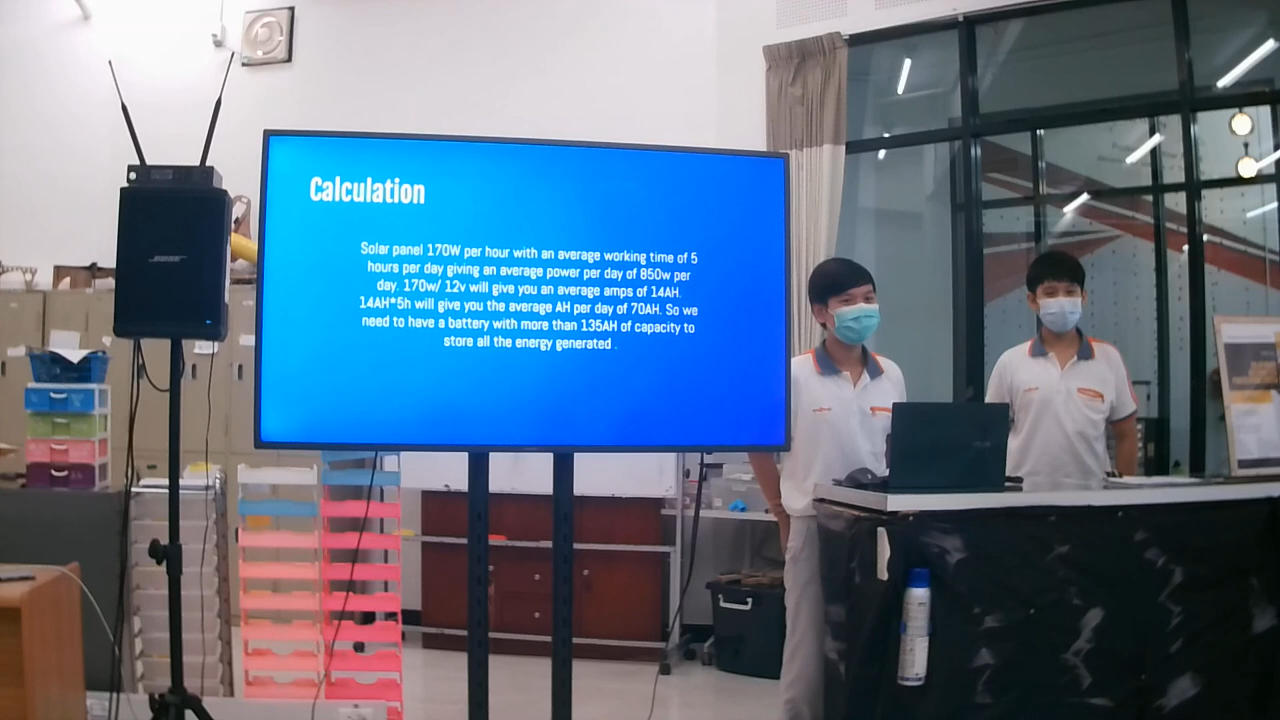 Calculation
Solar panel 170W per hour with an average working time of 5
hours per day giving an average power per day of 850w per
day. 170w/ 12v will give you an average amps of 14AH.
14AH*5h will give you the average AH per day of 70AH. So we
need to have a battery with more than 135AH of capacity to
store all the energy generated .
BOSE